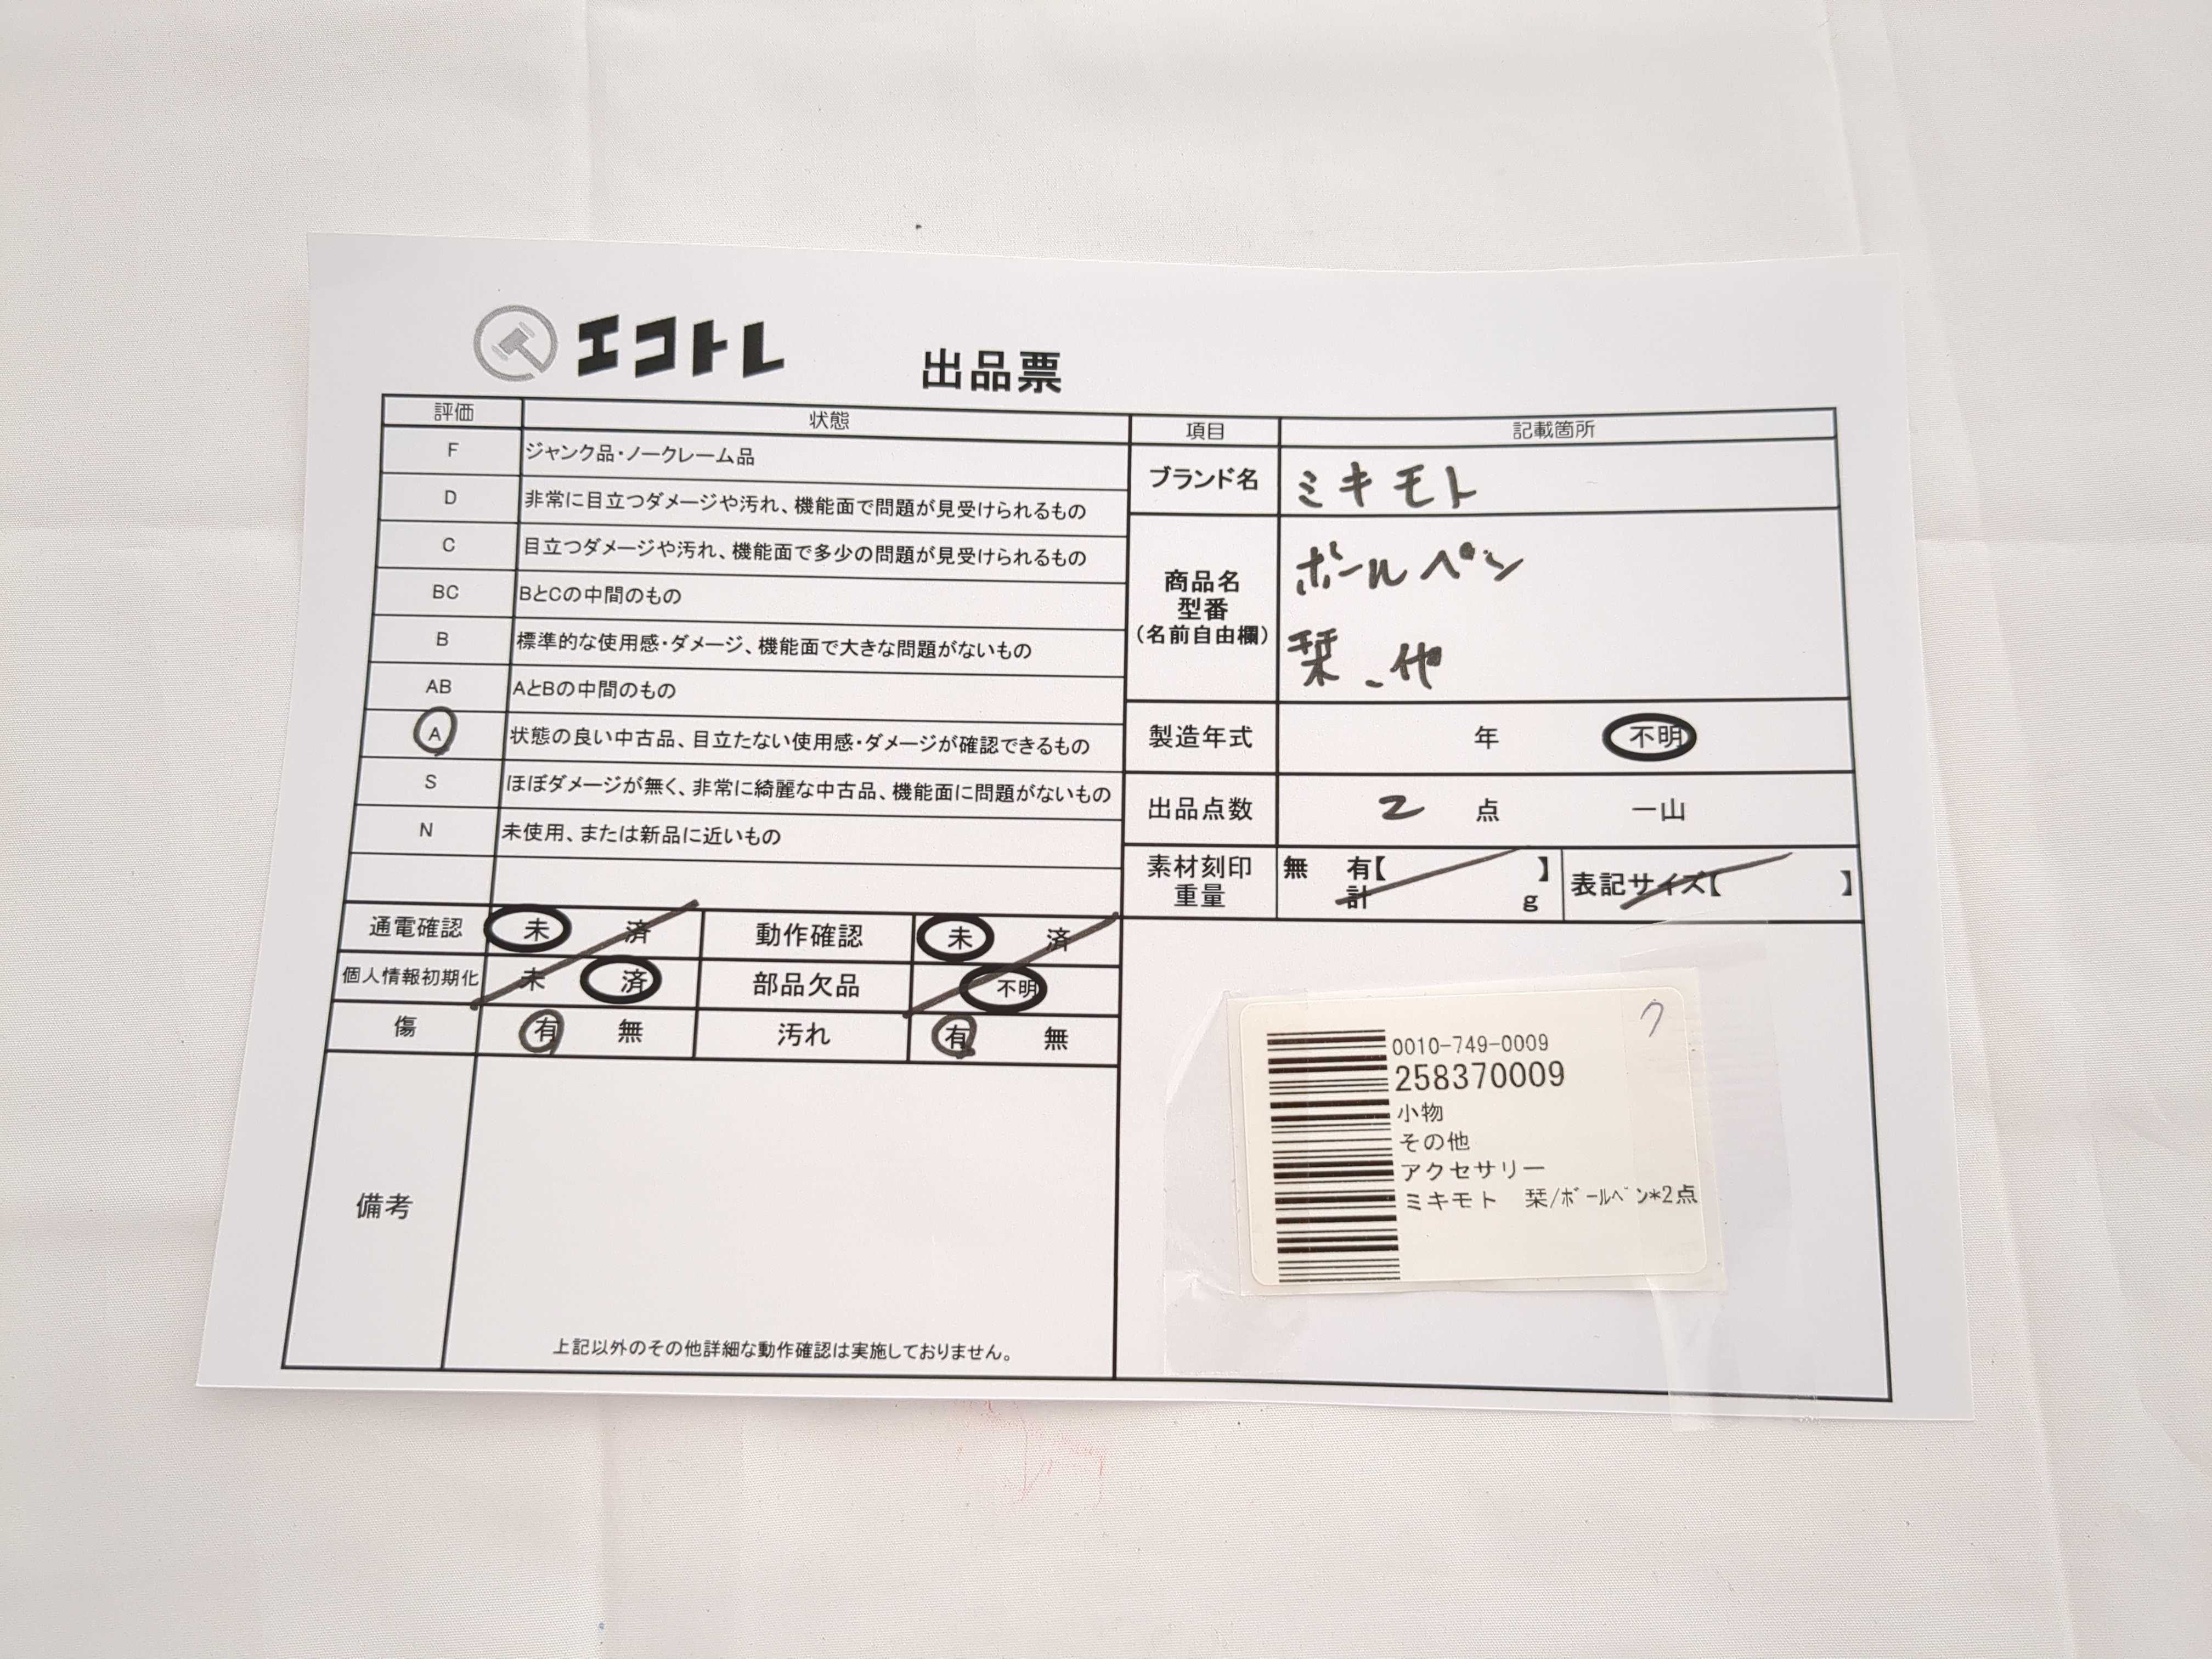 エコトレ
出品票
評価 状態
F ジャンク品・ノークレーム品
D 非常に目立つダメージや汚れ、機能面で問題が見受けられるもの
C 目立つダメージや汚れ、機能面で多少の問題が見受けられるもの
BC BとCの中間のもの
B 標準的な使用感・ダメージ、機能面で大きな問題がないもの
AB AとBの中間のもの
A 状態の良い中古品、目立たない使用感・ダメージが確認できるもの
S ほぼダメージが無く、非常に綺麗な中古品、機能面に問題がないもの
N 未使用、または新品に近いもの
通電確認 未 済 動作確認 未 済
個人情報初期化 未 済 部品欠品 不明
傷 有 無 汚れ 有 無
備考
上記以外のその他詳細な動作確認は実施しておりません。
項目 記載箇所
ブランド名 ミキモト
商品名
型番
(名前自由欄)
ボールペン
栞、他
製造年式 年 不明
出品点数 2 点 一山
素材刻印
重量
無 有【 】
計 g
表記サイズ【 】
ク
0010-749-0009
258370009
小物
その他
アクセサリー
ミキモト 栞/ﾎﾞｰﾙﾍﾟﾝ*2点